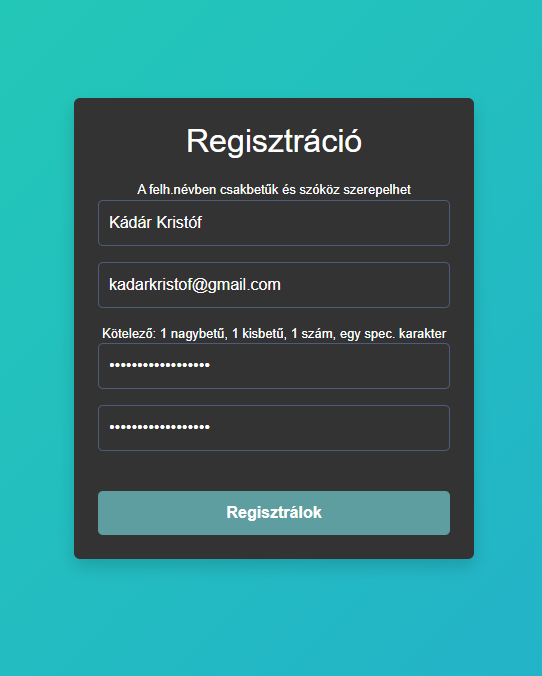 Regisztráció
A felh.névben csakbetűk és szóköz szerepelhet
Kádár Kristóf
kadarkristof@gmail.com
Kötelező: 1 nagybetű, 1 kisbetű, 1 szám, egy spec. karakter
••••••••••••••••••
••••••••••••••••••
Regisztrálok